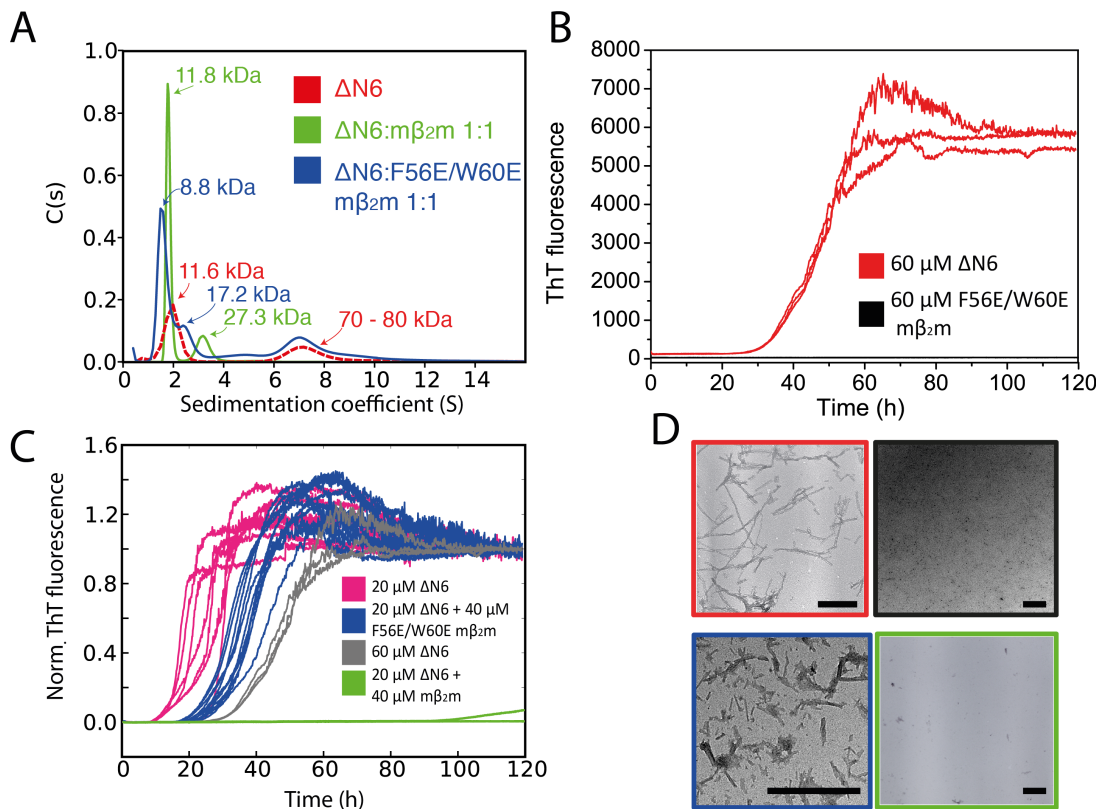 A
C(s)
1.0
0.8
0.6
0.4
0.2
0.0
0
2
4
6
8
10
12
14
Sedimentation coefficient (S)
11.8 kDa
8.8 kDa
11.6 kDa
17.2 kDa
27.3 kDa
70 - 80 kDa
ΔN6
ΔN6:mβ₂m 1:1
ΔN6:F56E/W60E
mβ₂m 1:1
B
ThT fluorescence
8000
7000
6000
5000
4000
3000
2000
1000
0
0
20
40
60
80
100
120
Time (h)
60 μM ΔN6
60 μM F56E/W60E
mβ₂m
C
Norm. ThT fluorescence
1.6
1.2
1.2
0.8
0.4
0.0
0
20
40
60
80
100
120
Time (h)
20 μM ΔN6
20 μM ΔN6 + 40 μM
F56E/W60E mβ₂m
60 μM ΔN6
20 μM ΔN6 +
40 μM mβ₂m
D